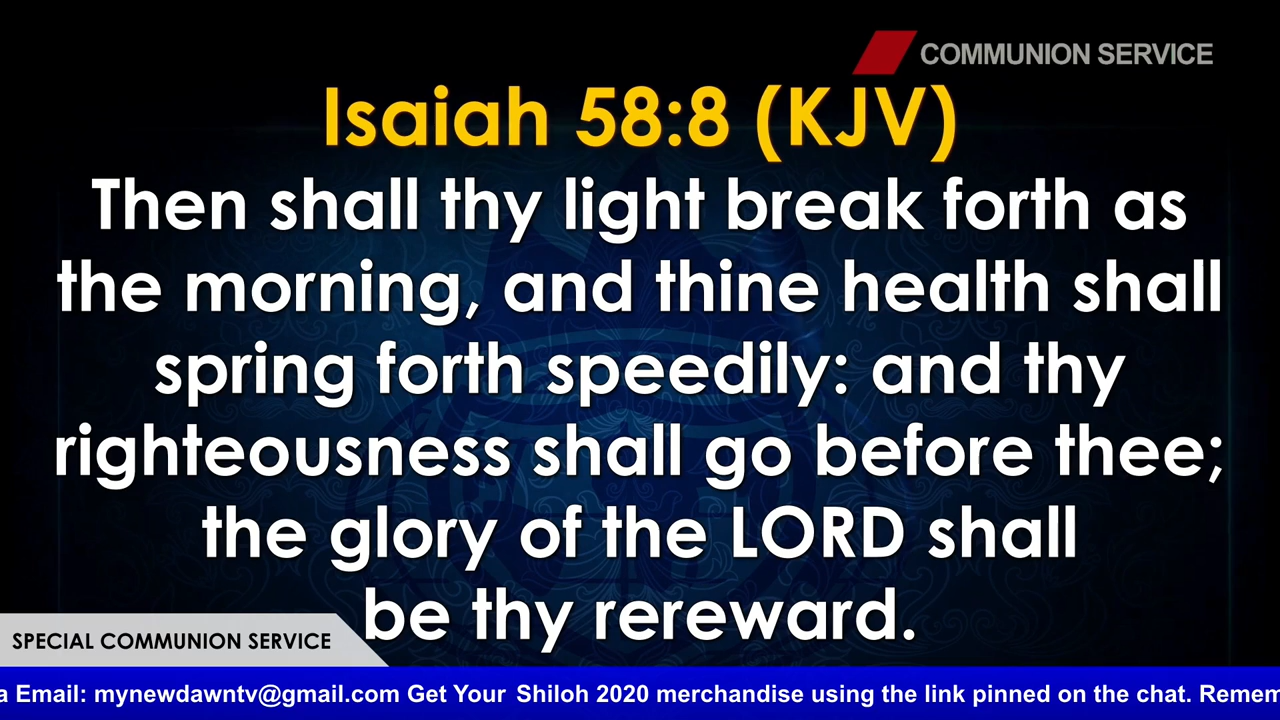 COMMUNION SERVICE
Isaiah 58:8 (KJV)
Then shall thy light break forth as
the morning, and thine health shall
spring forth speedily: and thy
righteousness shall go before thee;
the glory of the LORD shall
be thy rereward.
SPECIAL COMMUNION SERVICE
a Email: mynewdawntv@gmail.com Get Your Shiloh 2020 merchandise using the link pinned on the chat. Remem